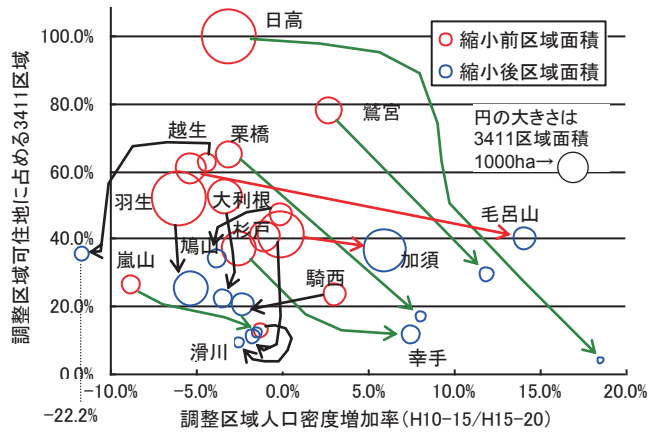 調整区域可住地に占める3411区域
100.0%
80.0%
60.0%
40.0%
20.0%
0.0%
日高
縮小前区域面積
縮小後区域面積
鷲宮
円の大きさは
3411区域面積
1000ha→
越生
栗橋
羽生
大利根
杉戸
鳩山
毛呂山
加須
嵐山
騎西
滑川
幸手
-10.0%
-5.0%
0.0%
5.0%
10.0%
15.0%
20.0%
-22.2%
調整区域人口密度増加率(H10-15/H15-20)